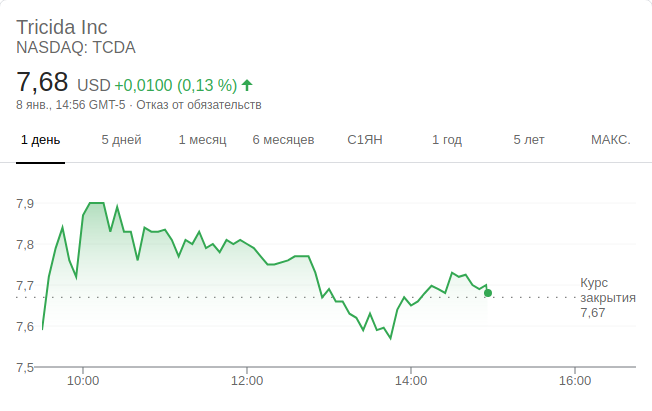 Tricida Inc
NASDAQ: TCDA
7,68 USD +0,0100 (0,13 %)
8 янв., 14:56 GMT-5 · Отказ от обязательств
1 день 5 дней 1 месяц 6 месяцев С1ЯН 1 год 5 лет МАКС.
7,9
7,8
7,7
7,6
7,5
Курс
закрытия
7,67
10:00 12:00 14:00 16:00